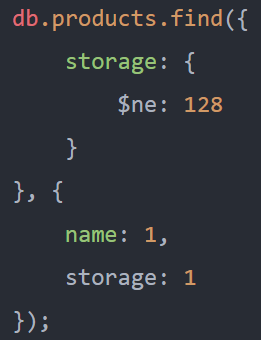 db.products.find({
    storage: {
        $ne: 128
    }
}, {
    name: 1,
    storage: 1
});